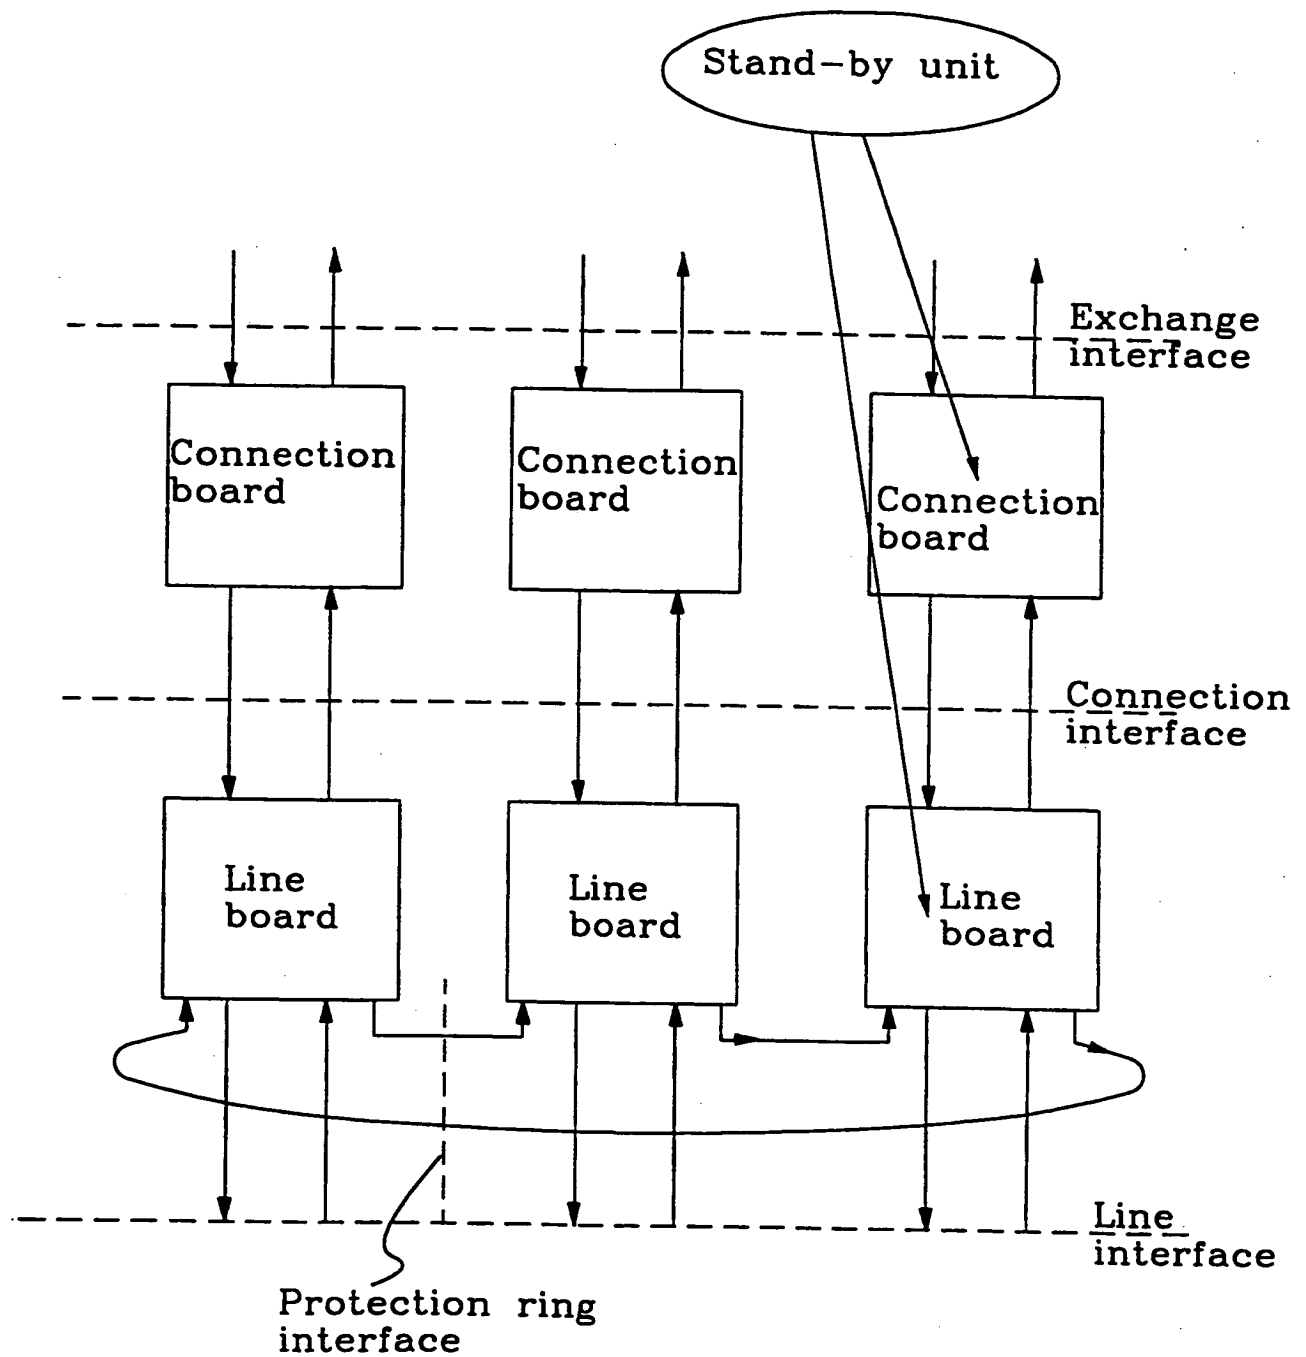 Stand-by unit
Exchange
interface
Connection
board
Connection
board
Connection
board
Connection
interface
Line
board
Line
board
Line
board
Line
interface
Protection ring
interface